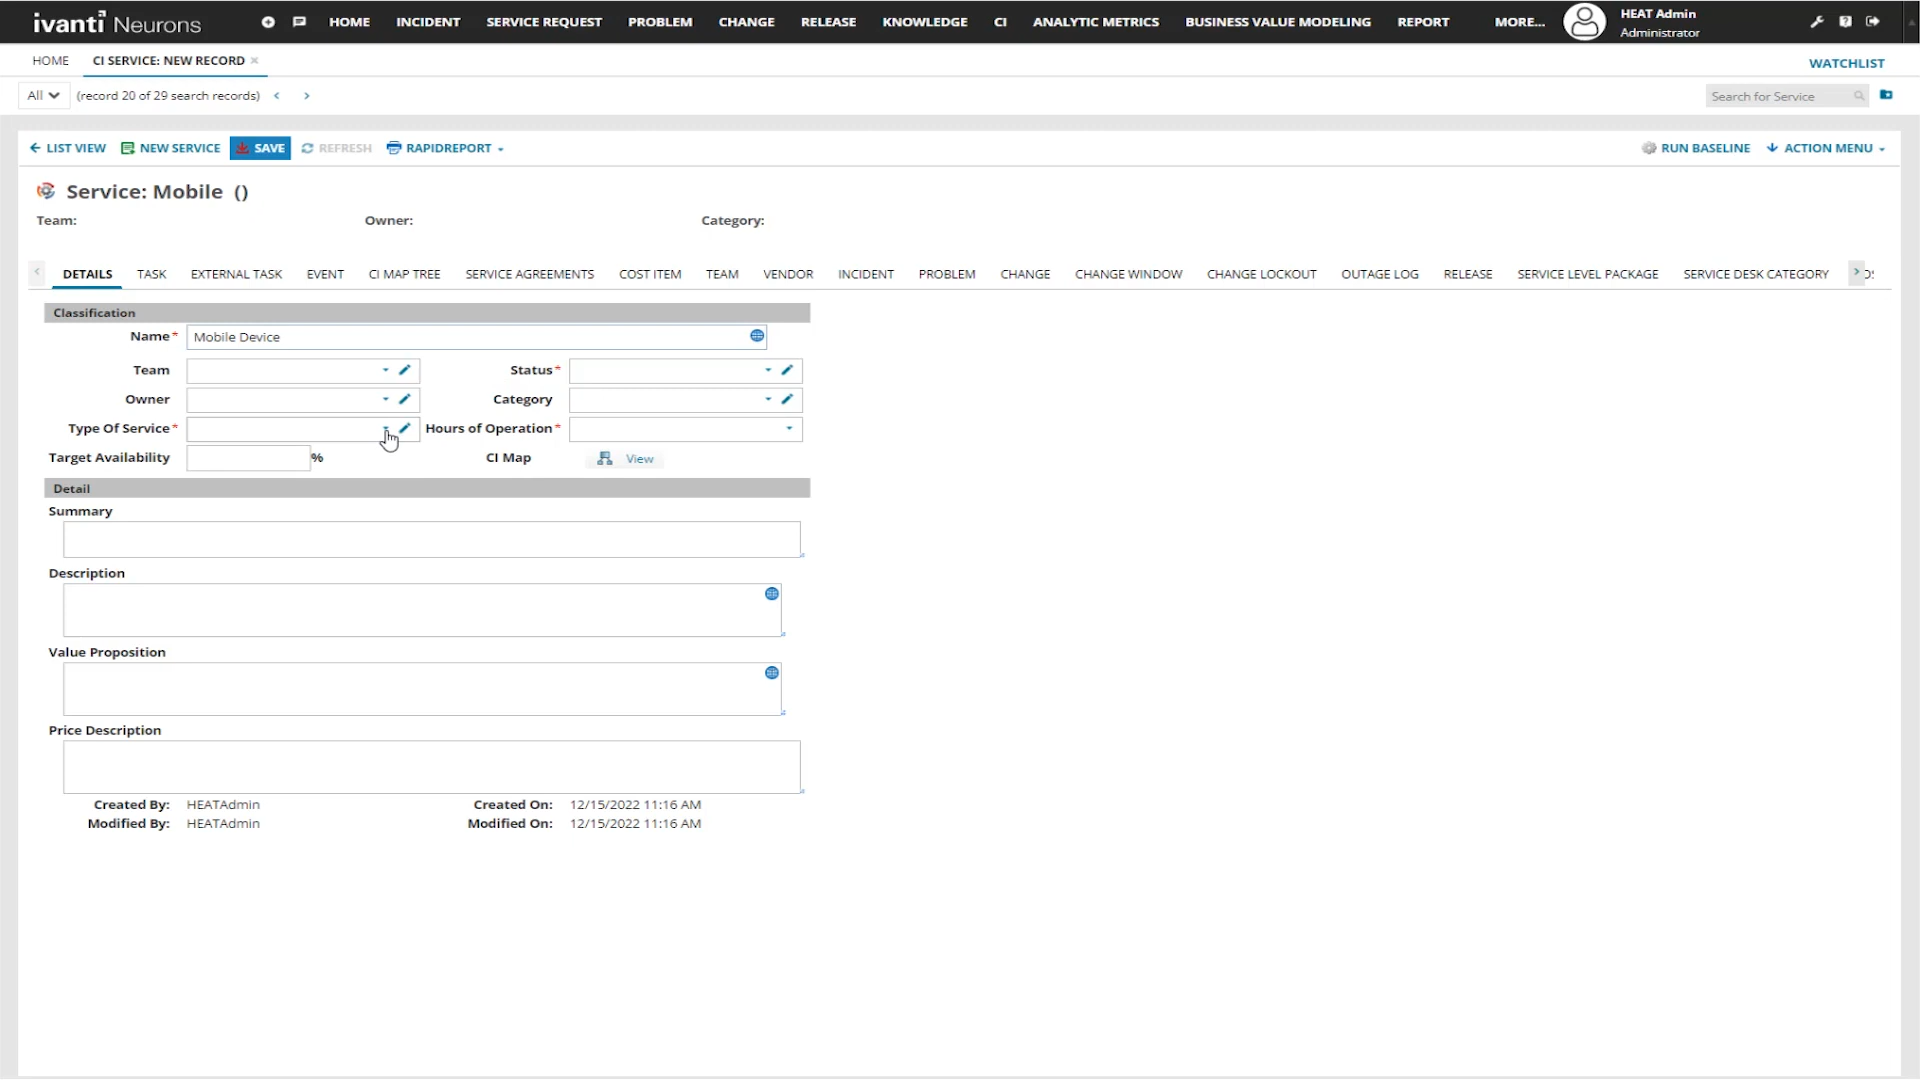 ivanti Neurons HOME INCIDENT SERVICE REQUEST PROBLEM CHANGE RELEASE KNOWLEDGE CI ANALYTIC METRICS BUSINESS VALUE MODELING REPORT MORE... HEAT Admin
Administrator
HOME CI SERVICE: NEW RECORD WATCHLIST
All (record 20 of 29 search records) Search for Service
LIST VIEW NEW SERVICE SAVE REFRESH RAPIDREPORT RUN BASELINE ACTION MENU
Service: Mobile ()
Team: Owner: Category:
DETAILS TASK EXTERNAL TASK EVENT CI MAP TREE SERVICE AGREEMENTS COST ITEM TEAM VENDOR INCIDENT PROBLEM CHANGE CHANGE WINDOW CHANGE LOCKOUT OUTAGE LOG RELEASE SERVICE LEVEL PACKAGE SERVICE DESK CATEGORY
Classification
Name* Mobile Device
Team Status*
Owner Category
Type Of Service* Hours of Operation*
Target Availability % CI Map View
Detail
Summary
Description
Value Proposition
Price Description
Created By: HEATAdmin Created On: 12/15/2022 11:16 AM
Modified By: HEATAdmin Modified On: 12/15/2022 11:16 AM